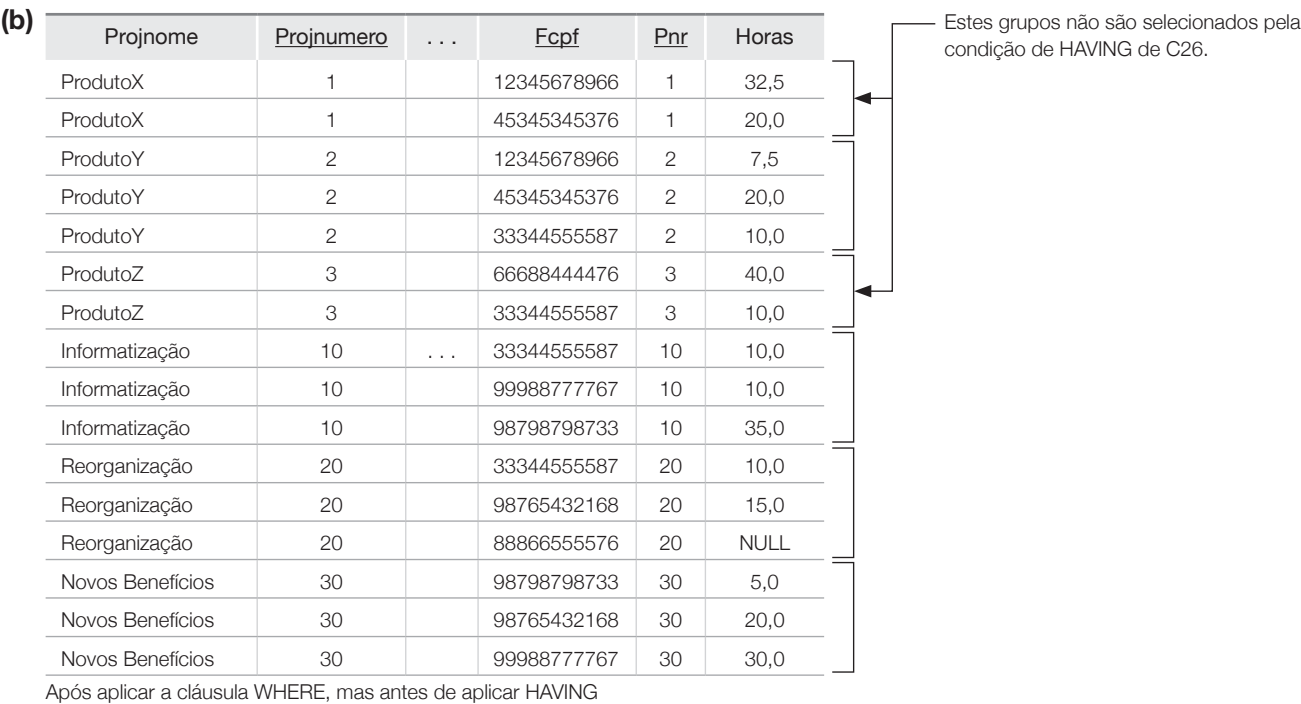 (b)
Projnome Projnumero . . . Fcpf Pnr Horas
ProdutoX 1 12345678966 1 32,5
ProdutoX 1 45345345376 1 20,0
ProdutoY 2 12345678966 2 7,5
ProdutoY 2 45345345376 2 20,0
ProdutoY 2 33344555587 2 10,0
ProdutoZ 3 66688444476 3 40,0
ProdutoZ 3 33344555587 3 10,0
Informatização 10 . . . 33344555587 10 10,0
Informatização 10 99988777767 10 10,0
Informatização 10 98798798733 10 35,0
Reorganização 20 33344555587 20 10,0
Reorganização 20 98765432168 20 15,0
Reorganização 20 88866555576 20 NULL
Novos Benefícios 30 98798798733 30 5,0
Novos Benefícios 30 98765432168 30 20,0
Novos Benefícios 30 99988777767 30 30,0
Após aplicar a cláusula WHERE, mas antes de aplicar HAVING
Estes grupos não são selecionados pela
condição de HAVING de C26.